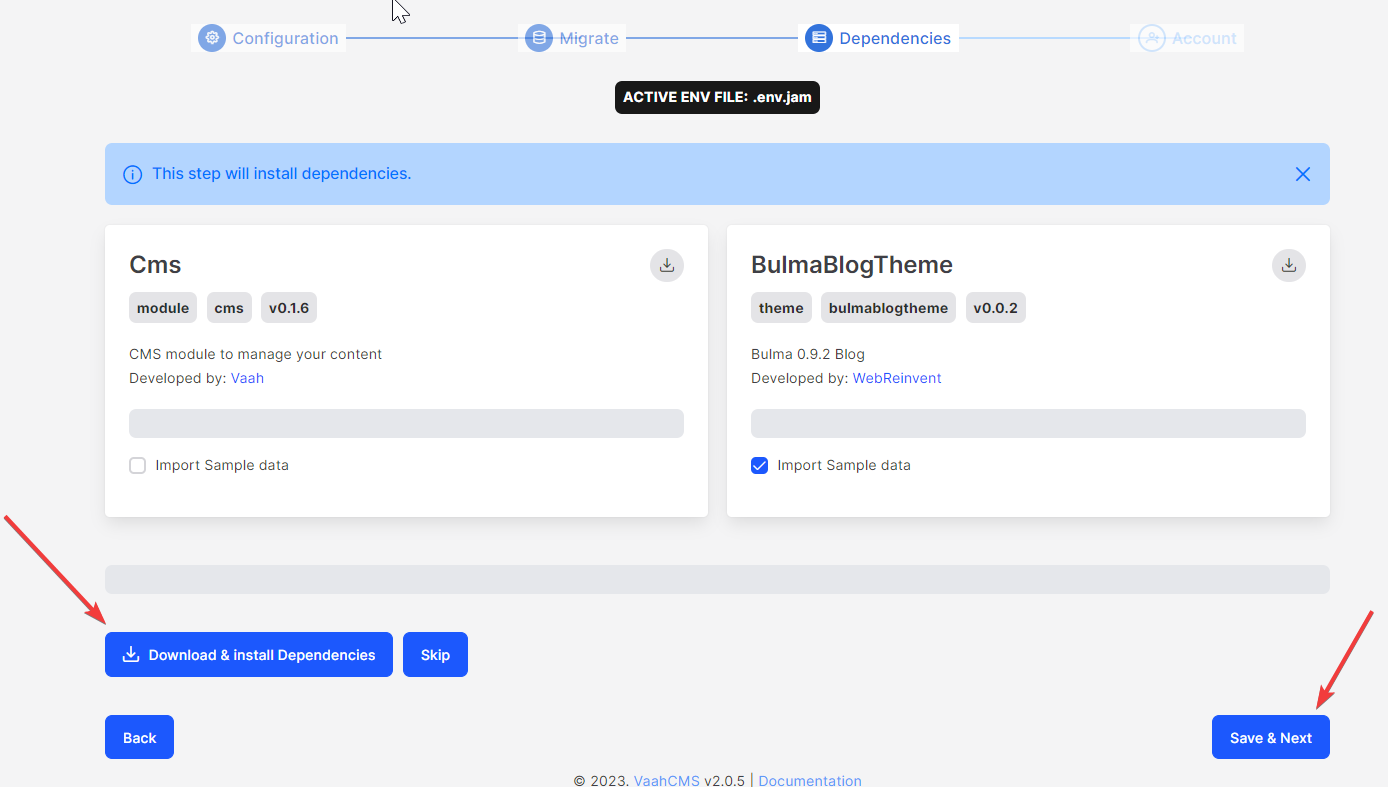 Configuration
Migrate
Dependencies
Account
ACTIVE ENV FILE: .env.jam
This step will install dependencies.
Cms
module cms v0.1.6
CMS module to manage your content
Developed by: Vaah
Import Sample data
BulmaBlogTheme
theme bulmablogtheme v0.0.2
Bulma 0.9.2 Blog
Developed by: WebReinvent
Import Sample data
Download & install Dependencies
Skip
Back
Save & Next
© 2023. VaahCMS v2.0.5 | Documentation